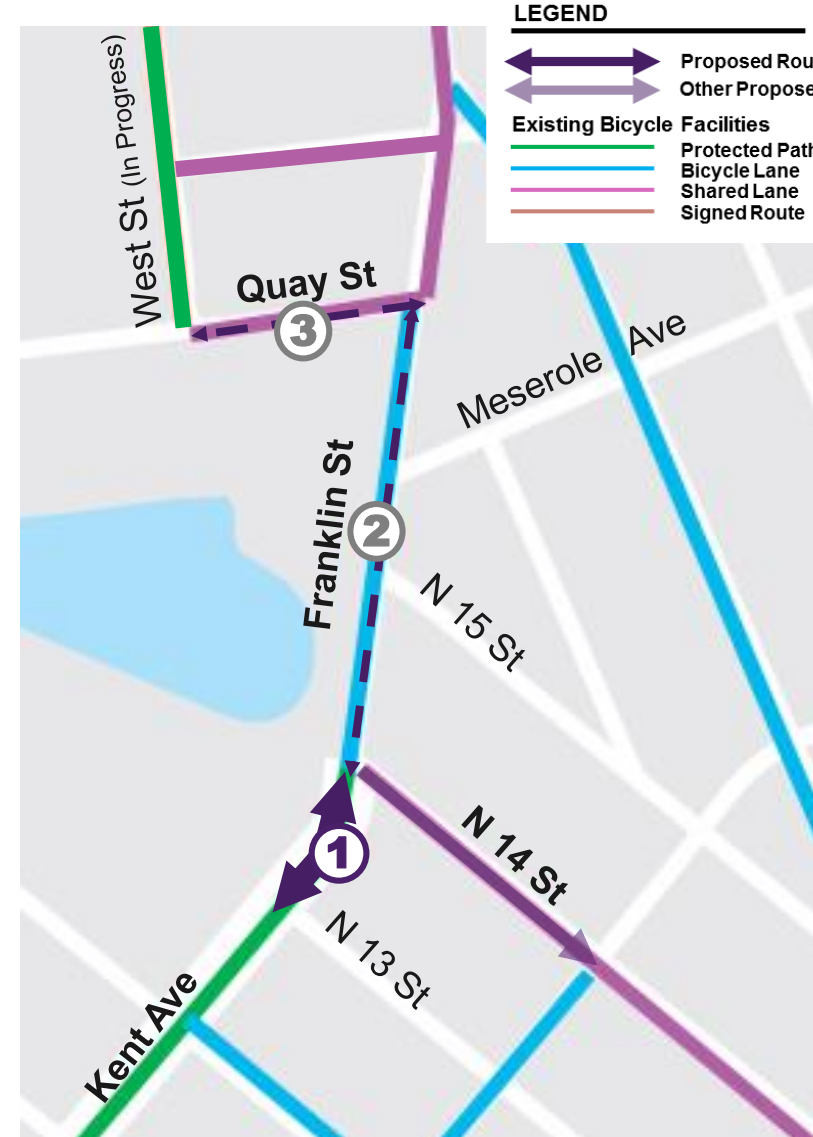 LEGEND
Proposed Rou
Other Propose
Existing Bicycle Facilities
Protected Path
Bicycle Lane
Shared Lane
Signed Route
West St (In Progress)
Quay St
3
Meserole Ave
Franklin St
2
N 15 St
1
N 14 St
N 13 St
Kent Ave